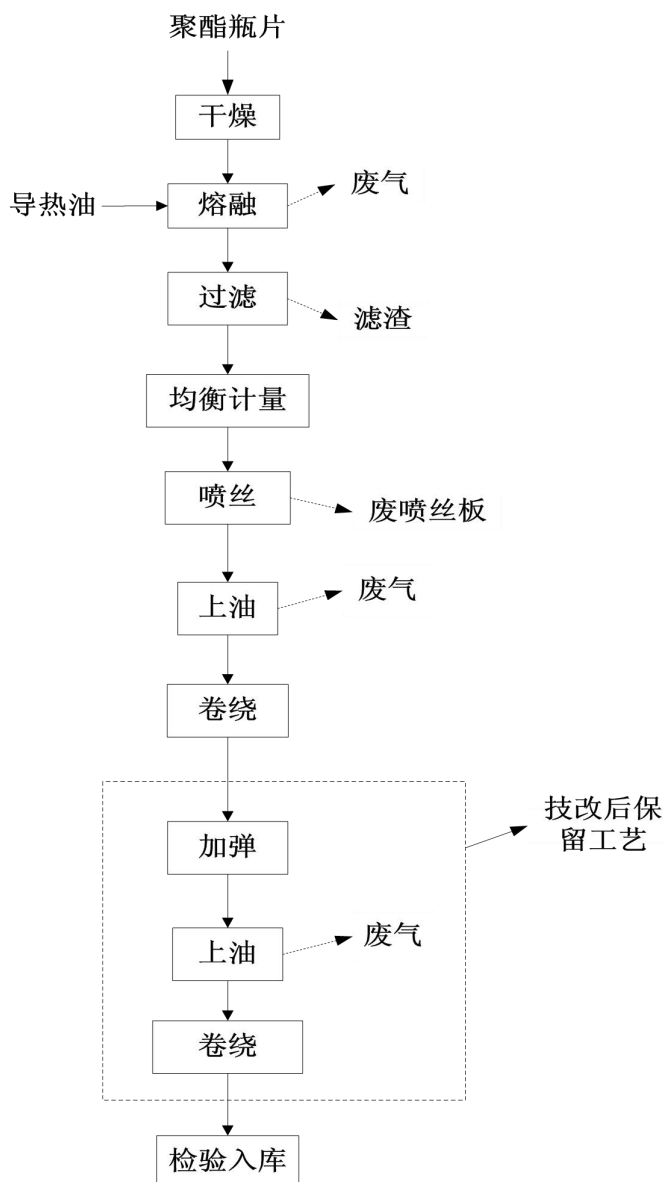 聚酯瓶片
干燥
导热油
熔融
废气
过滤
滤渣
均衡计量
喷丝
废喷丝板
上油
废气
卷绕
技改后保
留工艺
加弹
上油
废气
卷绕
检验入库